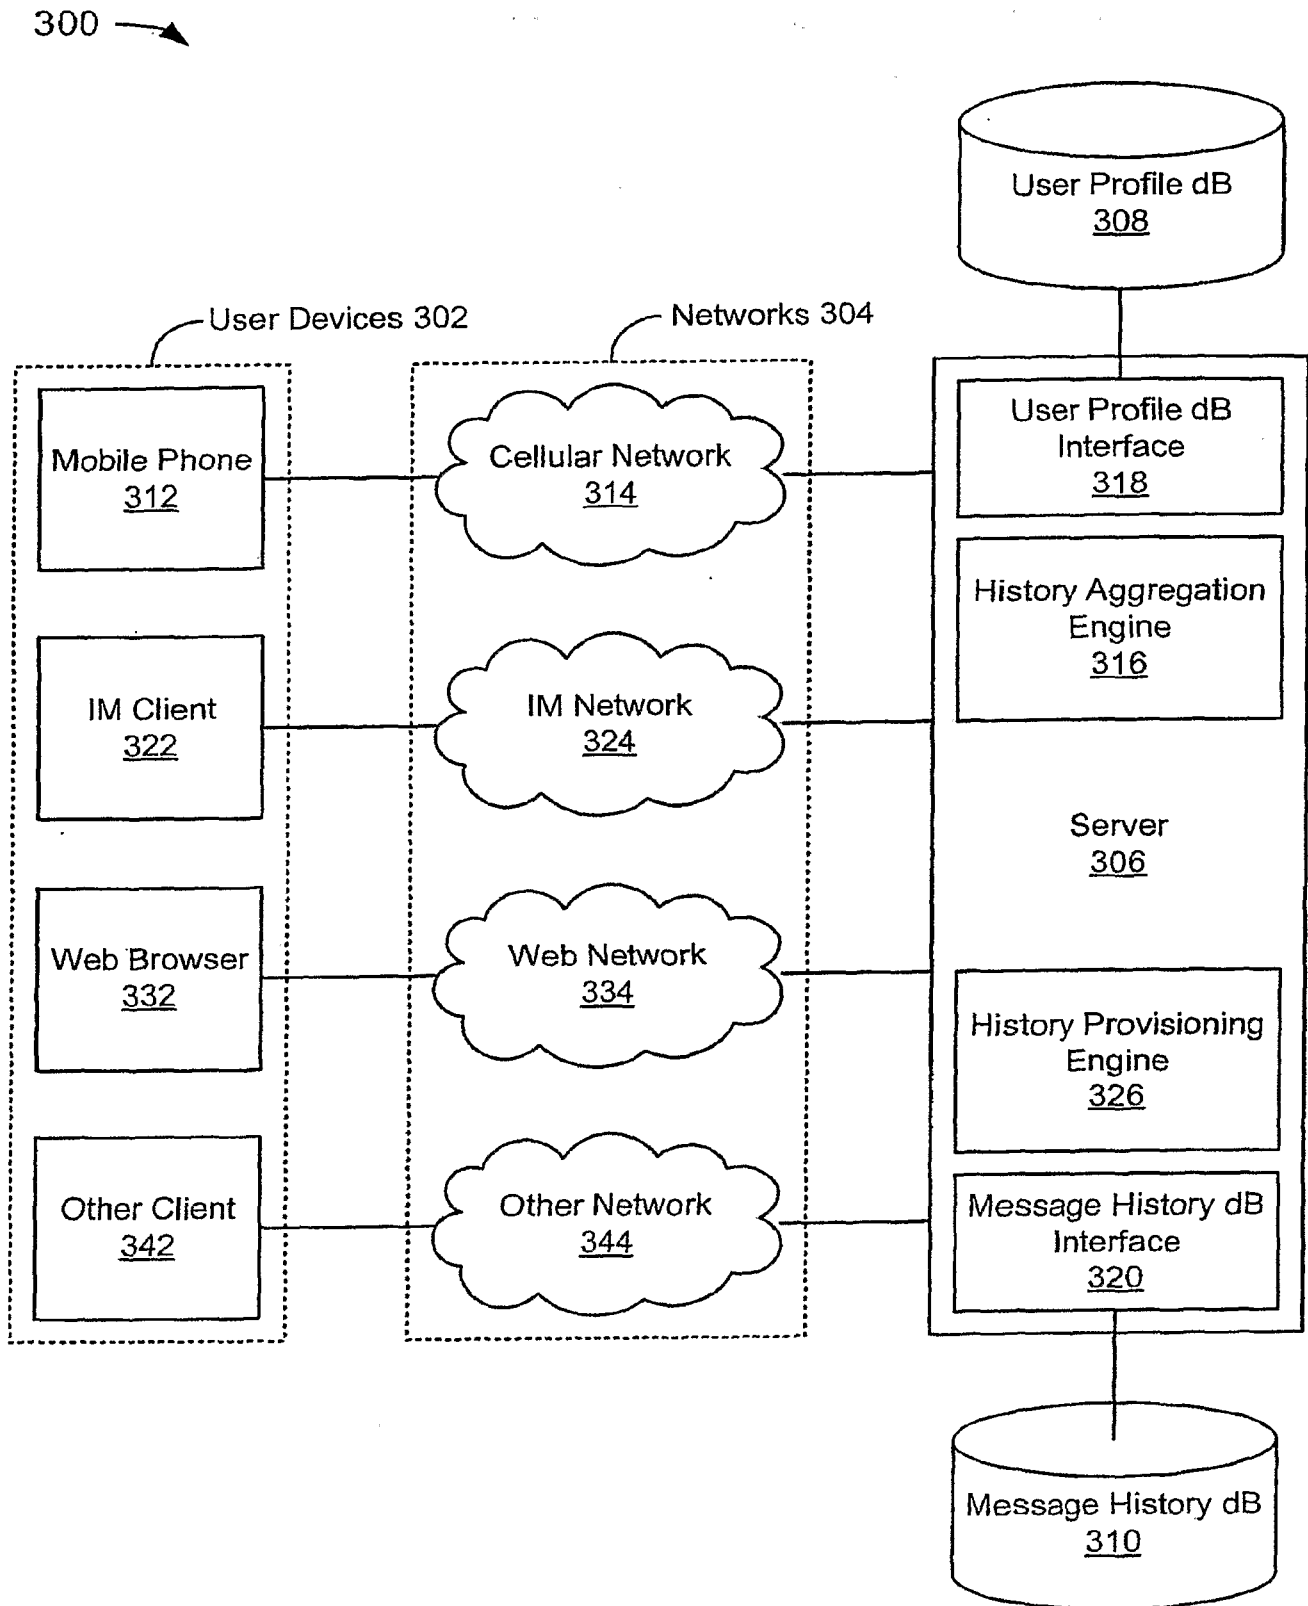 300
User Profile dB
308
User Devices 302
Networks 304
Mobile Phone
312
Cellular Network
314
User Profile dB
Interface
318
History Aggregation
Engine
316
IM Client
322
IM Network
324
Server
306
Web Browser
332
Web Network
334
History Provisioning
Engine
326
Other Client
342
Other Network
344
Message History dB
Interface
320
Message History dB
310